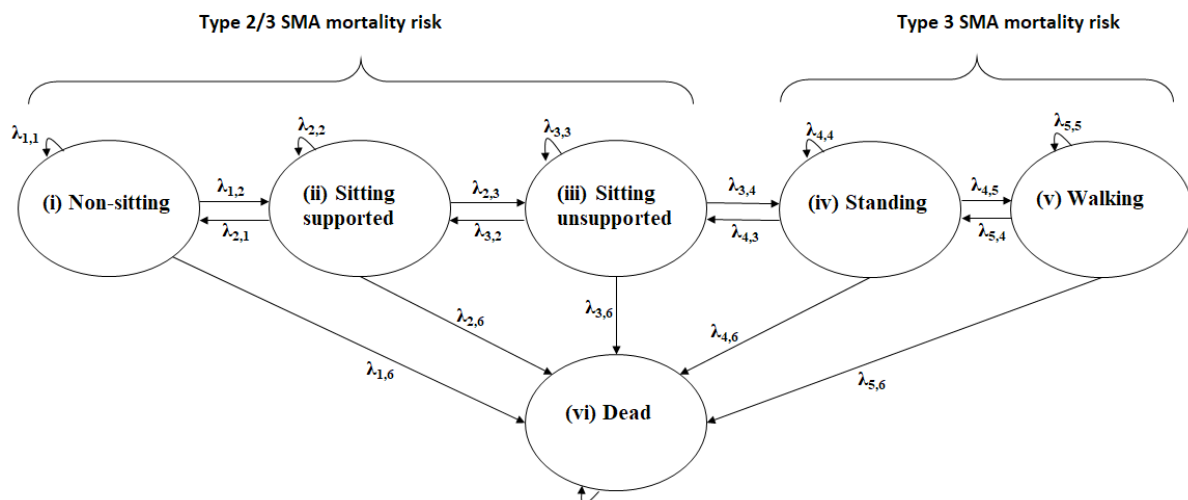 Type 2/3 SMA mortality risk
Type 3 SMA mortality risk
λ1,1
λ2,2
λ3,3
λ4,4
λ5,5
(i) Non-sitting
λ1,2
λ2,1
(ii) Sitting
supported
λ2,3
λ3,2
(iii) Sitting
unsupported
λ3,4
λ4,3
(iv) Standing
λ4,5
λ5,4
(v) Walking
λ1,6
λ2,6
λ3,6
λ4,6
λ5,6
(vi) Dead